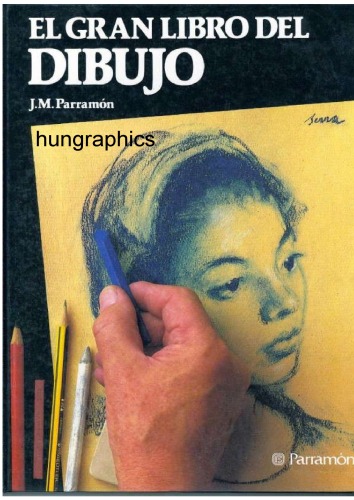 EL GRAN LIBRO DEL
DIBUJO
J.M. Parramón
serra
hungraphics
Parramón